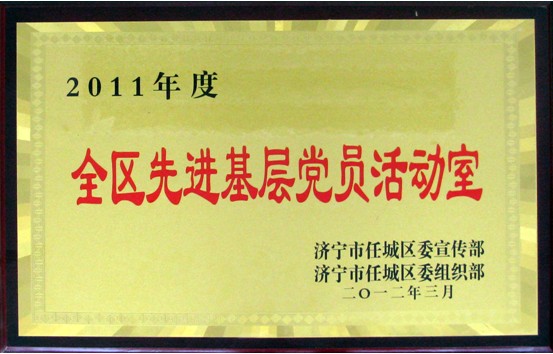 2011年度
全区先进基层党员活动室
济宁市任城区委宣传部
济宁市任城区委组织部
二〇一二年三月